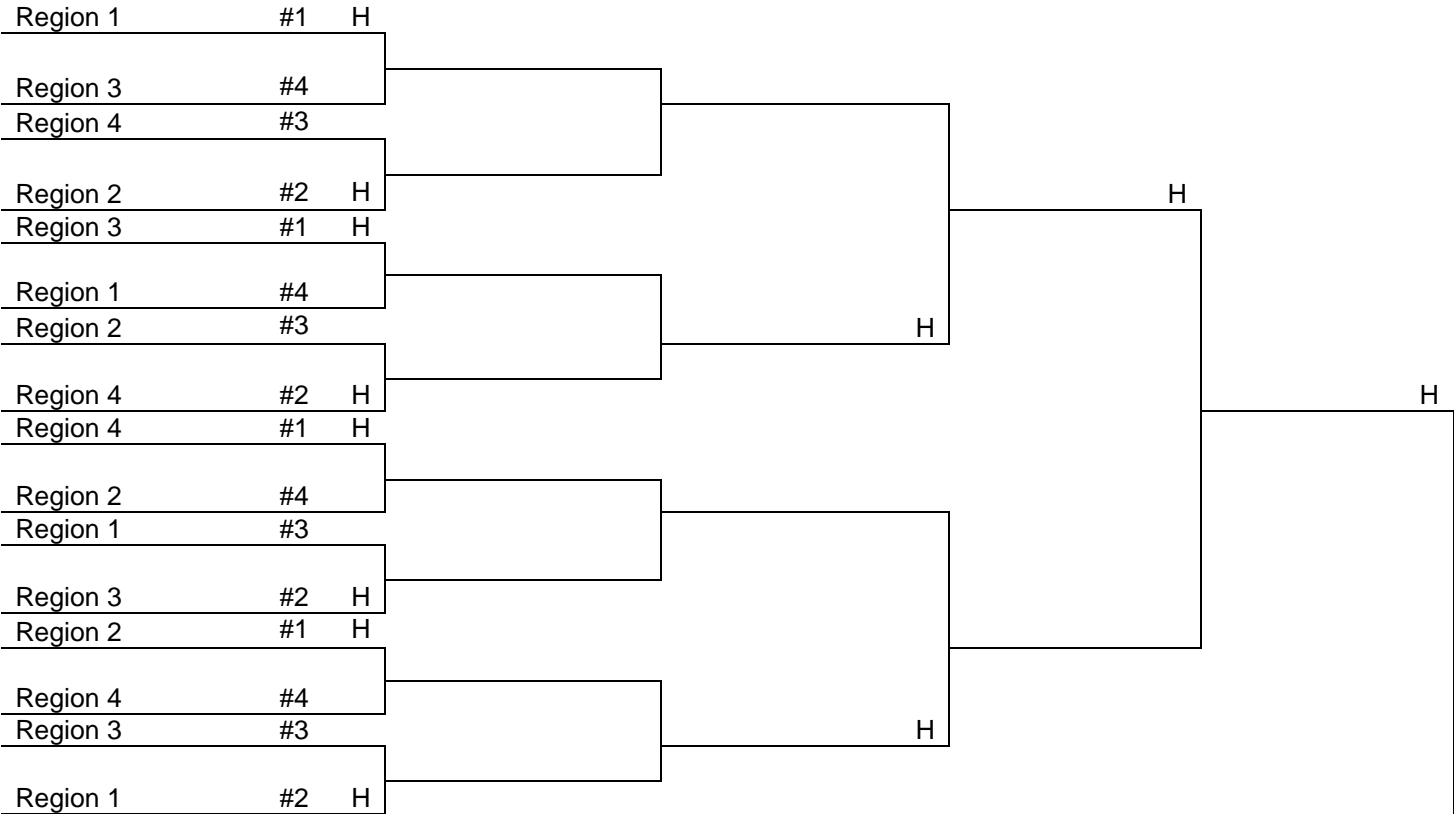 Region 1 #1 H
Region 3 #4
Region 4 #3
Region 2 #2 H
H
Region 3 #1 H
Region 1 #4
Region 2 #3
H
Region 4 #2 H
H
Region 4 #1 H
Region 2 #4
Region 1 #3
Region 3 #2 H
Region 2 #1 H
Region 4 #4
Region 3 #3
H
Region 1 #2 H